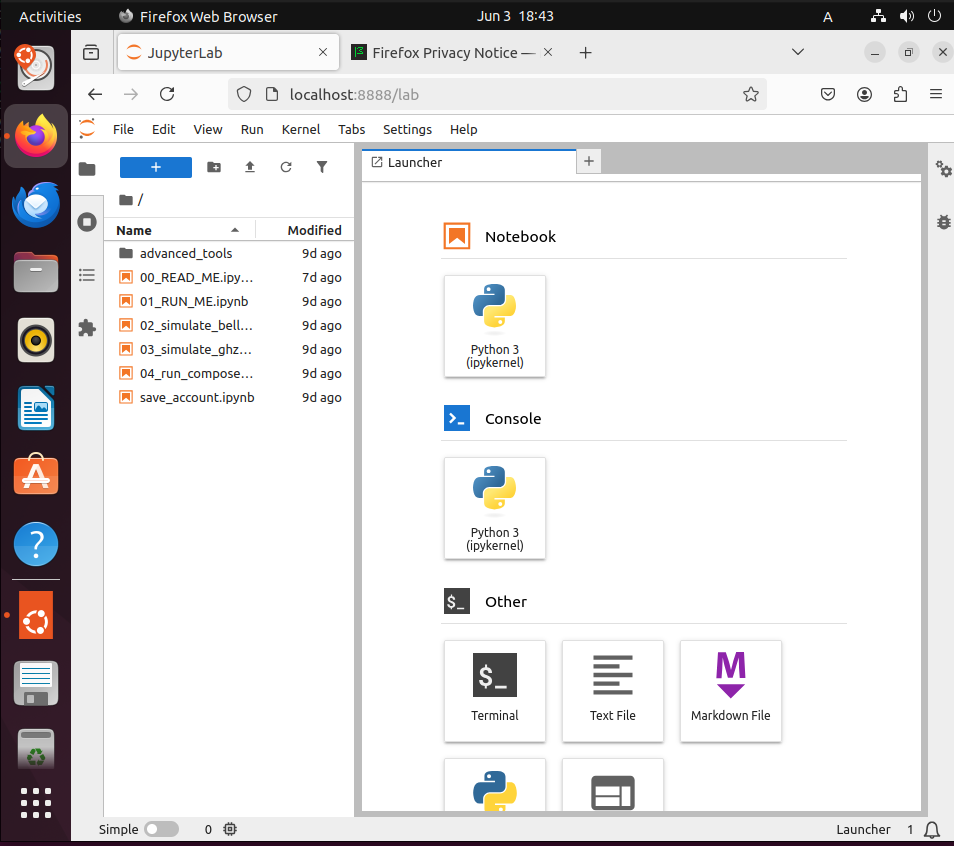 Activities
Firefox Web Browser
Jun 3 18:43
A
JupyterLab
Firefox Privacy Notice —
localhost:8888/lab
File Edit View Run Kernel Tabs Settings Help
+
/
Name Modified
advanced_tools 9d ago
00_READ_ME.ipy… 7d ago
01_RUN_ME.ipynb 9d ago
02_simulate_bell… 9d ago
03_simulate_ghz… 9d ago
04_run_compose… 9d ago
save_account.ipynb 9d ago
Launcher
+
Notebook
Python 3
(ipykernel)
Console
Python 3
(ipykernel)
$_ Other
$_
Terminal
Text File
M
Markdown File
Simple 0
Launcher 1